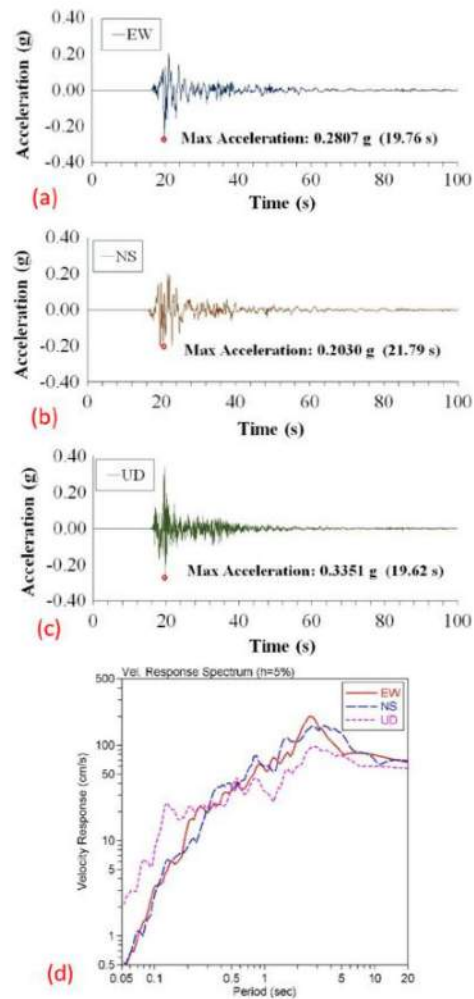 0.40
EW
0.20
0.00
-0.20
-0.40
Acceleration (g)
Max Acceleration: 0.2807 g (19.76 s)
0 20 40 60 80 100
Time (s)
(a)
0.40
NS
0.20
0.00
-0.20
-0.40
Acceleration (g)
Max Acceleration: 0.2030 g (21.79 s)
0 20 40 60 80 100
Time (s)
(b)
0.40
UD
0.20
0.00
-0.20
-0.40
Acceleration (g)
Max Acceleration: 0.3351 g (19.62 s)
0 20 40 60 80 100
Time (s)
(c)
Vel. Response Spectrum (h=5%)
500
EW
NS
UD
100
50
10
5
1
0.5
Velocity Response (cm/s)
0.05 0.1 0.5 1 5 10 20
Period (sec)
(d)